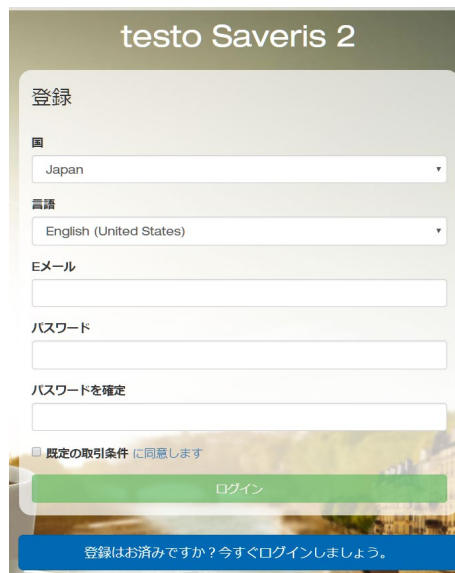 testo Saveris 2
登録
国
Japan
言語
English (United States)
Eメール
パスワード
パスワードを確定
既定の取引条件 に同意します
ログイン
登録はお済みですか？今すぐログインしましょう。